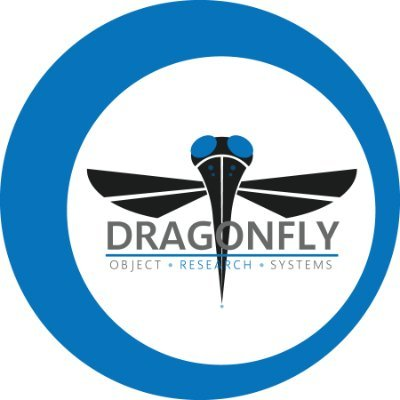 DRAGONFLY
OBJECT • RESEARCH • SYSTEMS